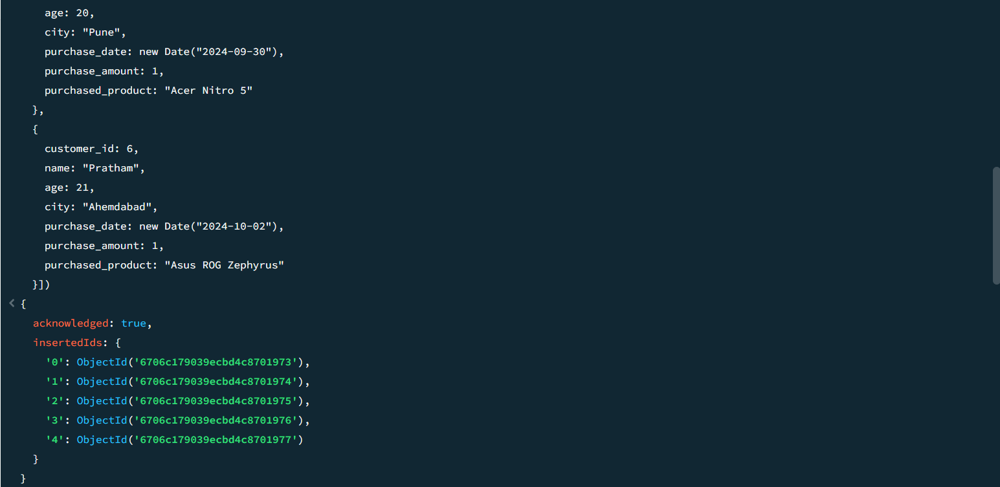 age: 20,
city: "Pune",
purchase_date: new Date("2024-09-30"),
purchase_amount: 1,
purchased_product: "Acer Nitro 5"
},
{
customer_id: 6,
name: "Pratham",
age: 21,
city: "Ahemdabad",
purchase_date: new Date("2024-10-02"),
purchase_amount: 1,
purchased_product: "Asus ROG Zephyrus"
}])
< {
acknowledged: true,
insertedIds: {
'0': ObjectId('6706c179039ecbd4c8701973'),
'1': ObjectId('6706c179039ecbd4c8701974'),
'2': ObjectId('6706c179039ecbd4c8701975'),
'3': ObjectId('6706c179039ecbd4c8701976'),
'4': ObjectId('6706c179039ecbd4c8701977')
}
}